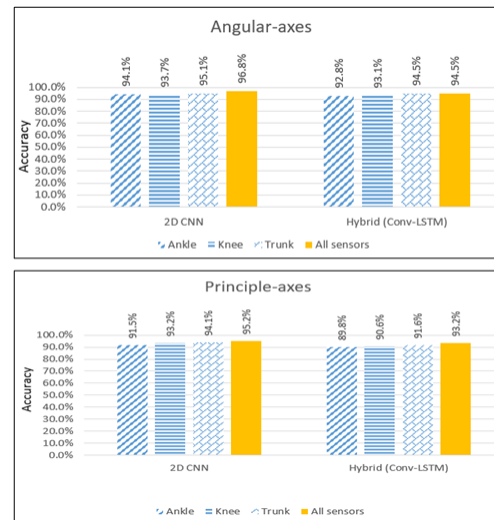 Angular-axes
94.1% 93.7% 95.1% 96.8% 92.8% 93.1% 94.5% 94.5%
100.0%
90.0%
80.0%
70.0%
60.0%
50.0%
40.0%
30.0%
20.0%
10.0%
0.0%
Accuracy
2D CNN Hybrid (Conv-LSTM)
Ankle Knee Trunk All sensors
Principle-axes
91.5% 93.2% 94.1% 95.2% 89.8% 90.6% 91.6% 93.2%
100.0%
90.0%
80.0%
70.0%
60.0%
50.0%
40.0%
30.0%
20.0%
10.0%
0.0%
Accuracy
2D CNN Hybrid (Conv-LSTM)
Ankle Knee Trunk All sensors